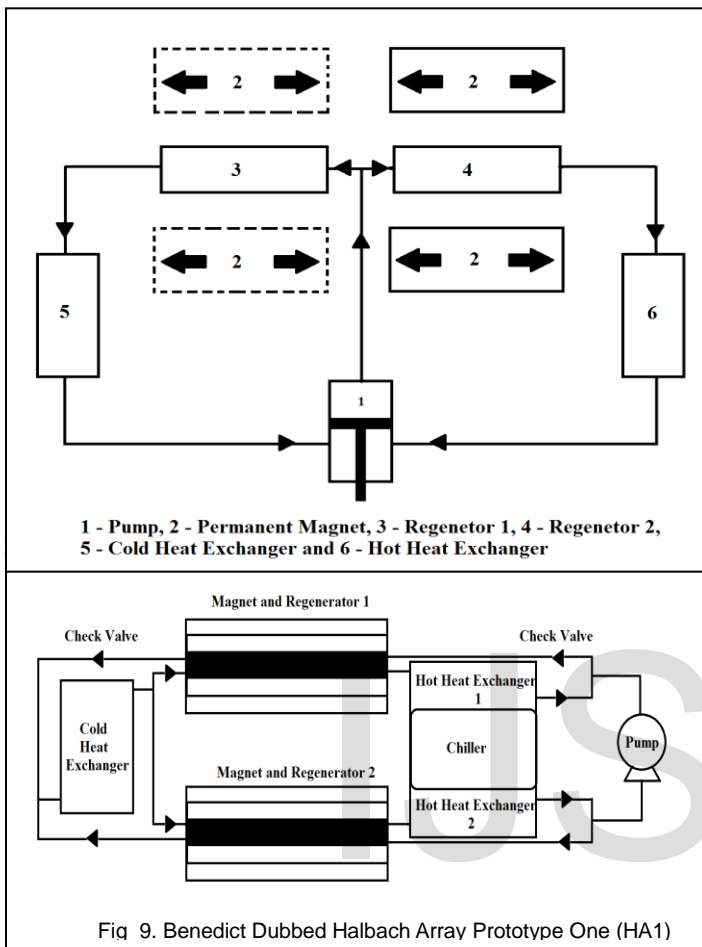 2
2
3
4
2
2
5
6
1
1 - Pump, 2 - Permanent Magnet, 3 - Regenetor 1, 4 - Regenetor 2,
5 - Cold Heat Exchanger and 6 - Hot Heat Exchanger
Magnet and Regenerator 1
Check Valve
Check Valve
Hot Heat Exchanger
1
Cold
Heat
Exchanger
Chiller
Pump
Magnet and Regenerator 2
Hot Heat Exchanger
2
IJS
Fig 9. Benedict Dubbed Halbach Array Prototype One (HA1)